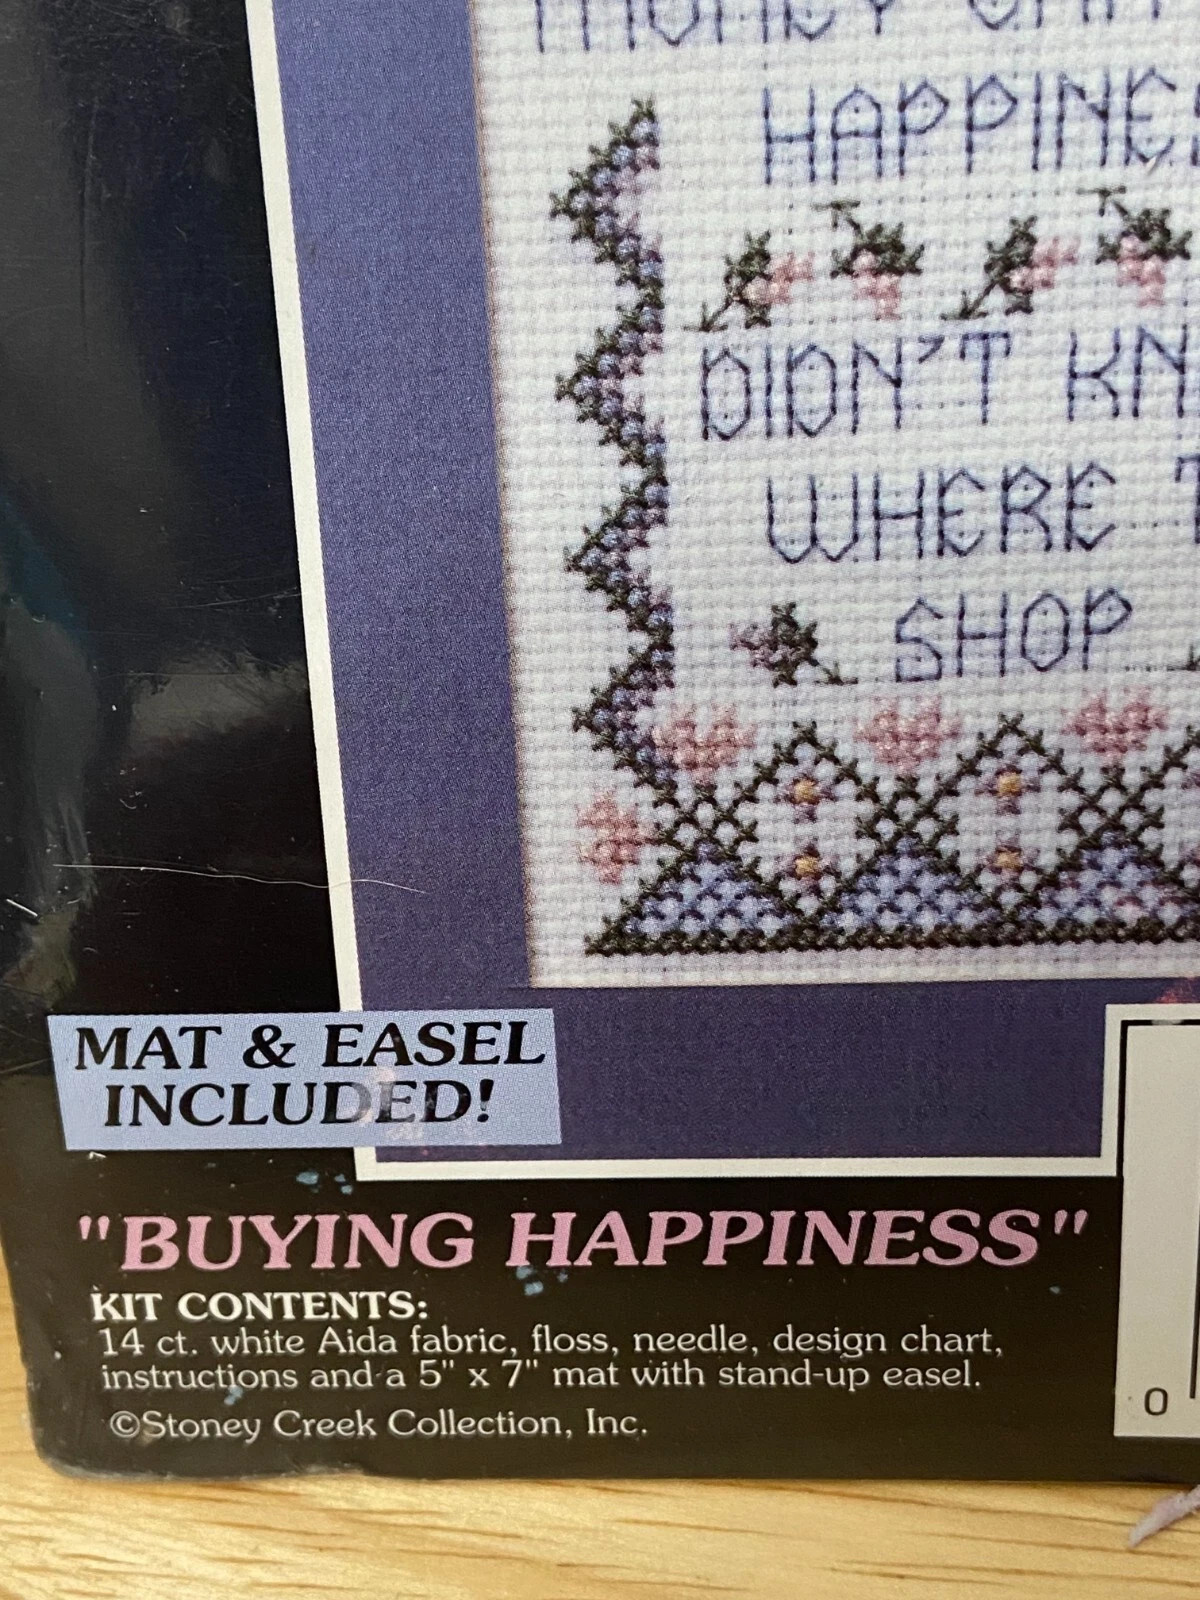 MONEY
HAPPINE
DIDN'T KN
WHERE T
SHOP
MAT & EASEL
INCLUDED!
"BUYING HAPPINESS"
KIT CONTENTS:
14 ct. white Aida fabric, floss, needle, design chart,
instructions and a 5" x 7" mat with stand-up easel.
©Stoney Creek Collection, Inc.
0